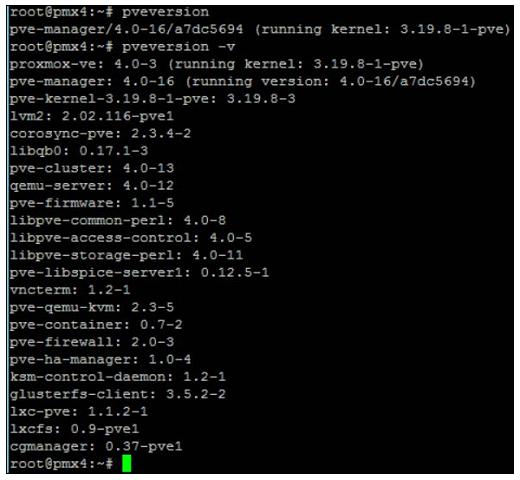 root@pmx4:~# pveversion
pve-manager/4.0-16/a7dc5694 (running kernel: 3.19.8-1-pve)
root@pmx4:~# pveversion -v
proxmox-ve: 4.0-3 (running kernel: 3.19.8-1-pve)
pve-manager: 4.0-16 (running version: 4.0-16/a7dc5694)
pve-kernel-3.19.8-1-pve: 3.19.8-3
lvm2: 2.02.116-pve1
corosync-pve: 2.3.4-2
libqb0: 0.17.1-3
pve-cluster: 4.0-13
qemu-server: 4.0-12
pve-firmware: 1.1-5
libpve-common-perl: 4.0-8
libpve-access-control: 4.0-5
libpve-storage-perl: 4.0-11
pve-libspice-server1: 0.12.5-1
vncterm: 1.2-1
pve-qemu-kvm: 2.3-5
pve-container: 0.7-2
pve-firewall: 2.0-3
pve-ha-manager: 1.0-4
ksm-control-daemon: 1.2-1
glusterfs-client: 3.5.2-2
lxc-pve: 1.1.2-1
lxcfs: 0.9-pve1
cgmanager: 0.37-pve1
root@pmx4:~#